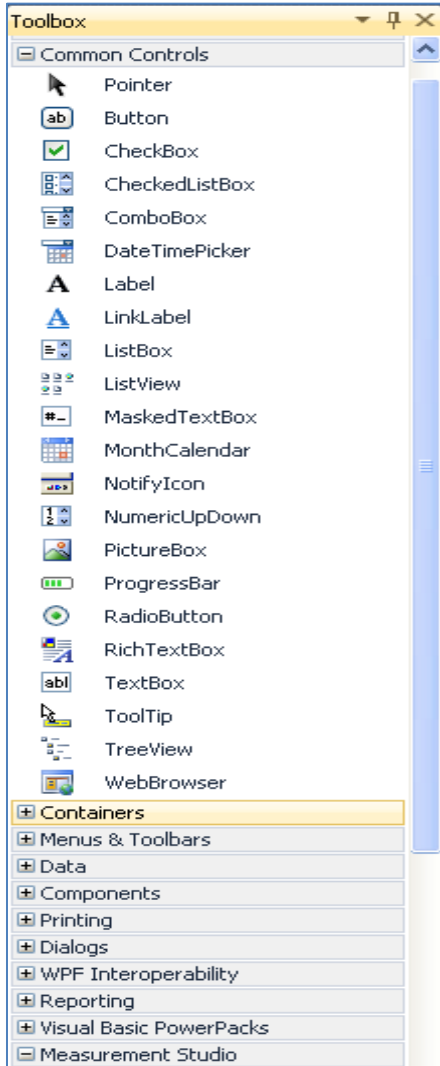 Toolbox
Common Controls
Pointer
ab Button
CheckBox
CheckedListBox
ComboBox
DateTimePicker
A Label
A LinkLabel
ListBox
ListView
#_ MaskedTextBox
MonthCalendar
NotifyIcon
1 2 NumericUpDown
PictureBox
ProgressBar
RadioButton
A RichTextBox
abl TextBox
ToolTip
TreeView
WebBrowser
Containers
Menus & Toolbars
Data
Components
Printing
Dialogs
WPF Interoperability
Reporting
Visual Basic PowerPacks
Measurement Studio